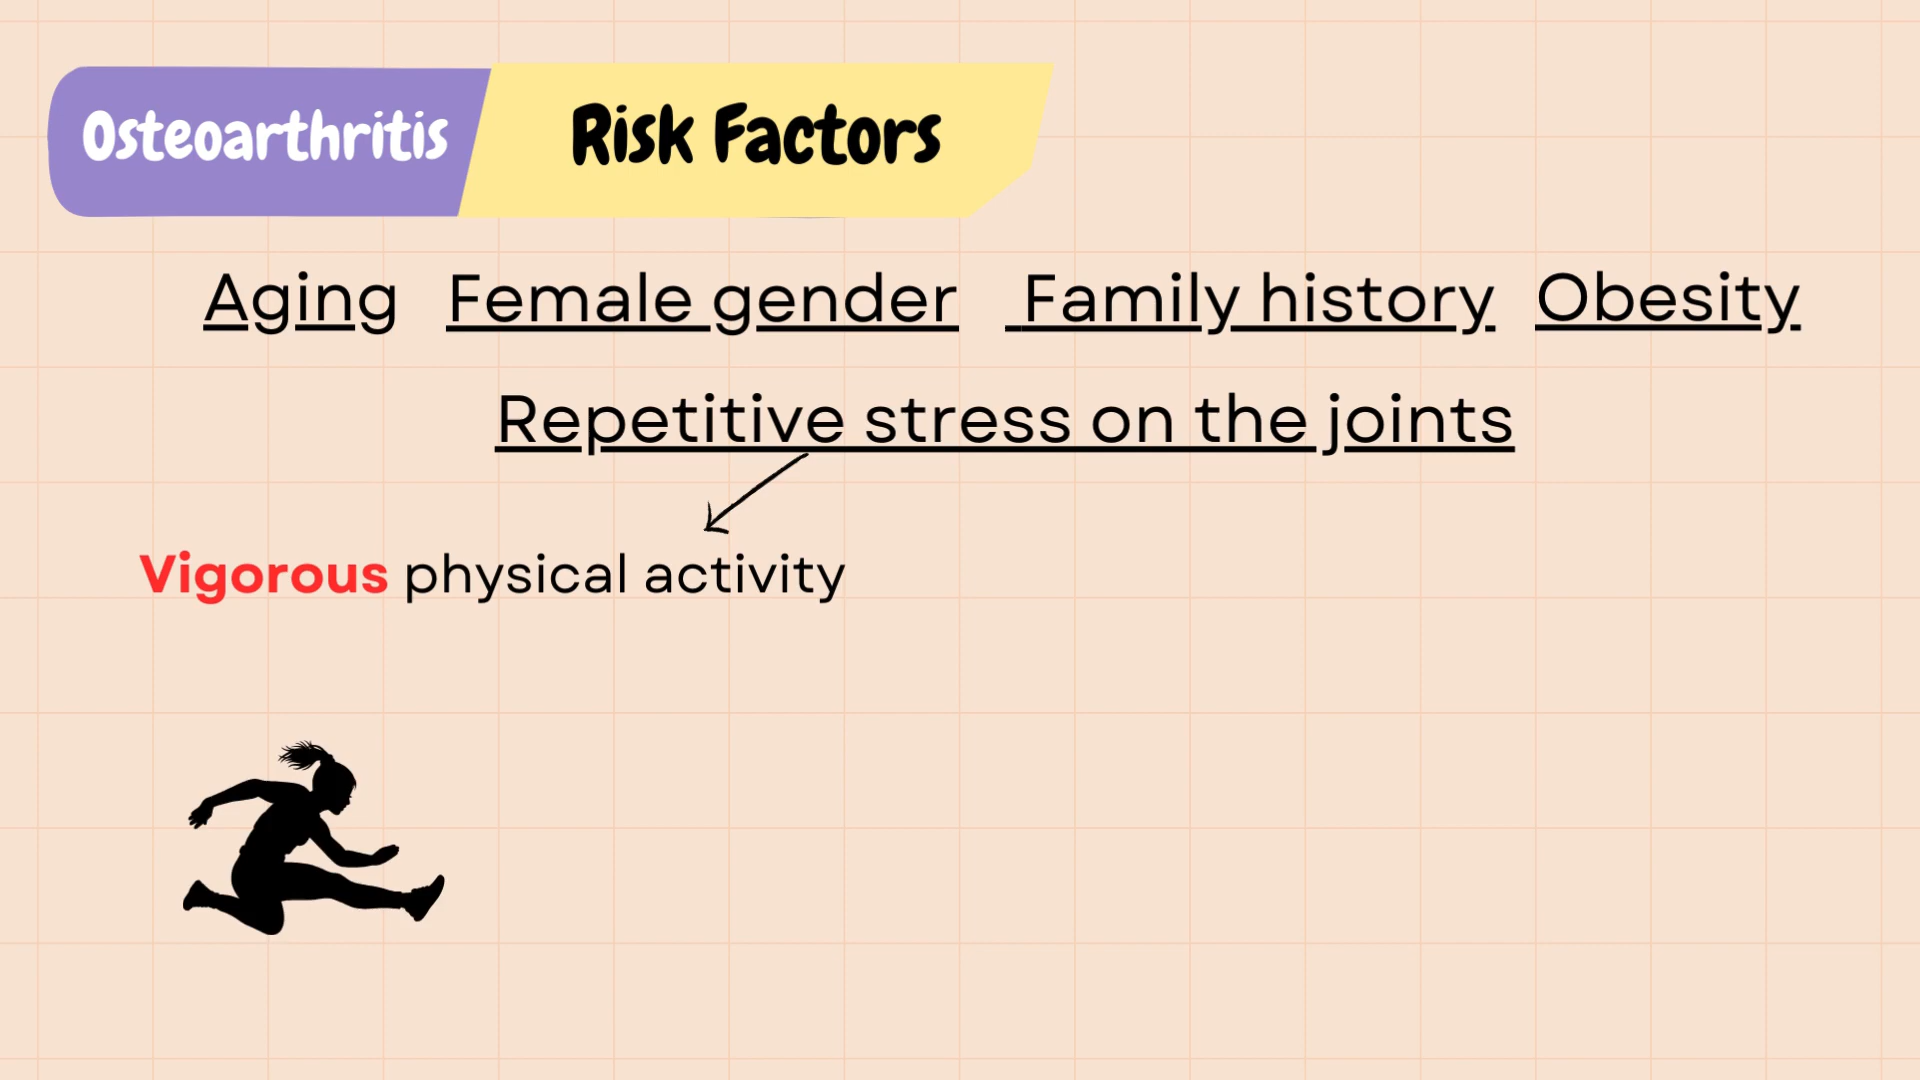 Osteoarthritis Risk Factors
Aging Female gender Family history Obesity
Repetitive stress on the joints
Vigorous physical activity